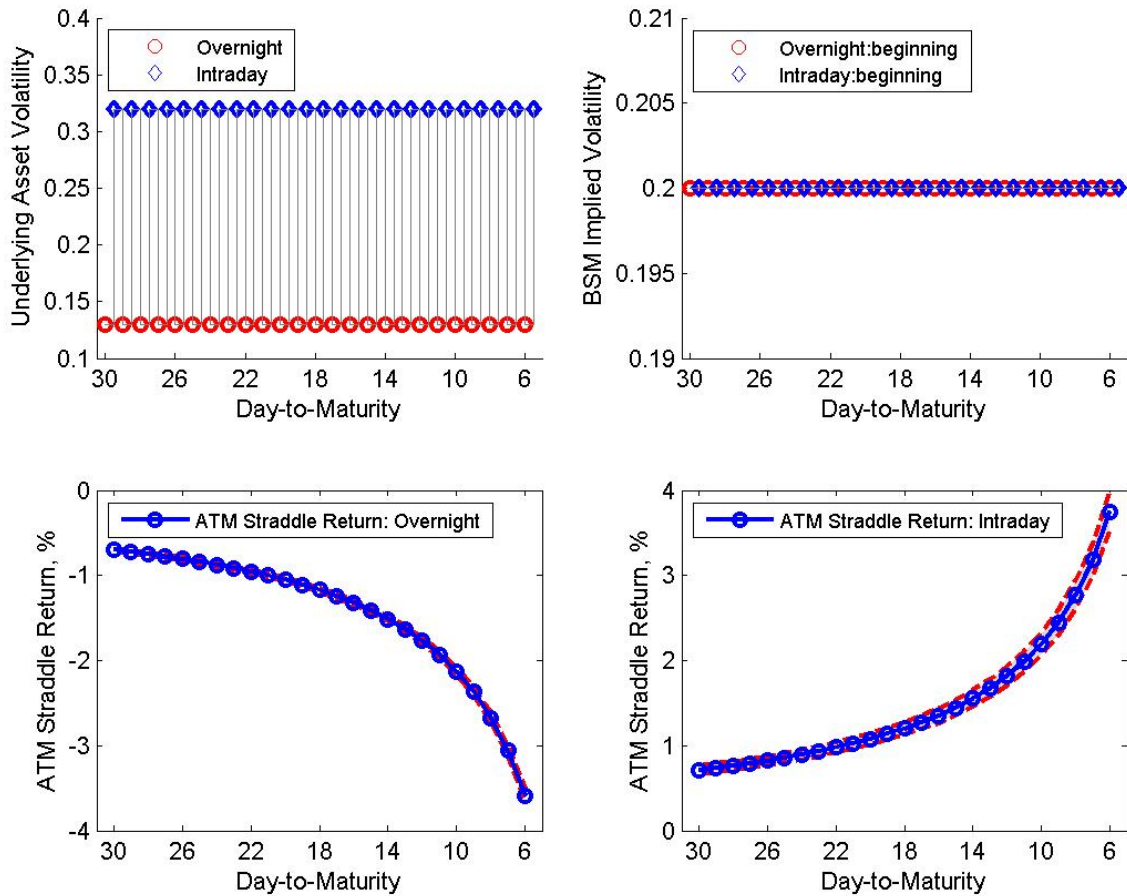 Underlying Asset Volatility
0.4
0.35
0.3
0.25
0.2
0.15
0.1
Overnight
Intraday
30 26 22 18 14 10 6
Day-to-Maturity
BSM Implied Volatility
0.21
0.205
0.2
0.195
0.19
Overnight:beginning
Intraday:beginning
30 26 22 18 14 10 6
Day-to-Maturity
ATM Straddle Return, %
0
-1
-2
-3
-4
ATM Straddle Return: Overnight
30 26 22 18 14 10 6
Day-to-Maturity
ATM Straddle Return, %
4
3
2
1
0
ATM Straddle Return: Intraday
30 26 22 18 14 10 6
Day-to-Maturity